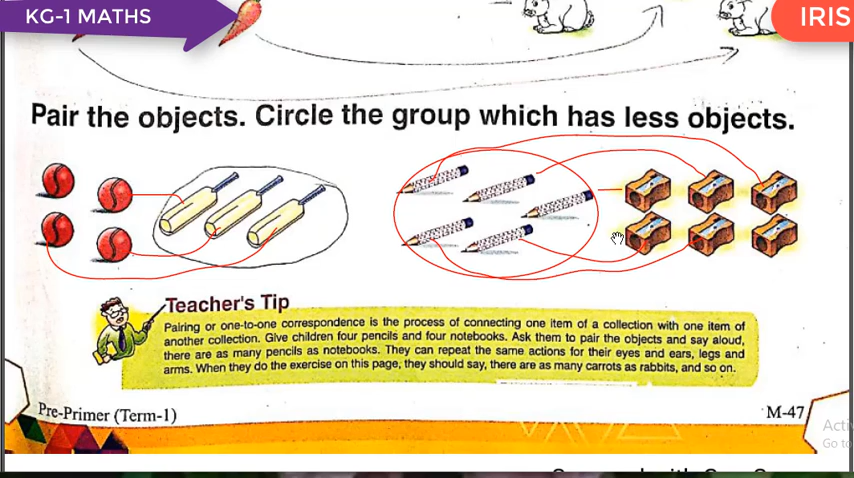 KG-1 MATHS
IRIS
Pair the objects. Circle the group which has less objects.
Teacher's Tip
Pairing or one-to-one correspondence is the process of connecting one item of a collection with one item of
another collection. Give children four pencils and four notebooks. Ask them to pair the objects and say aloud,
there are as many pencils as notebooks. They can repeat the same actions for their eyes and ears, legs and
arms. When they do the exercise on this page, they should say, there are as many carrots as rabbits, and so on.
Pre-Primer (Term-1)
M-47
Go to